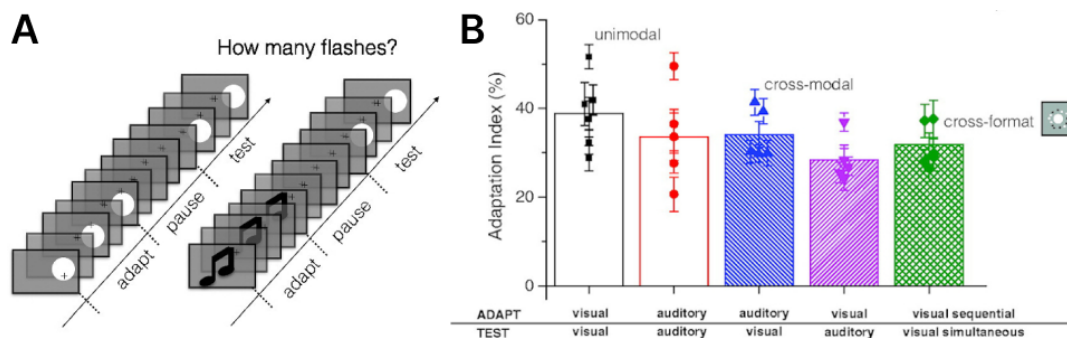 A
How many flashes?
adapt
pause
test
adapt
pause
test
B
Adaptation Index (%)
60
40
20
0
unimodal
cross-modal
cross-format
ADAPT visual auditory auditory visual visual sequential
TEST visual auditory visual auditory visual simultaneous